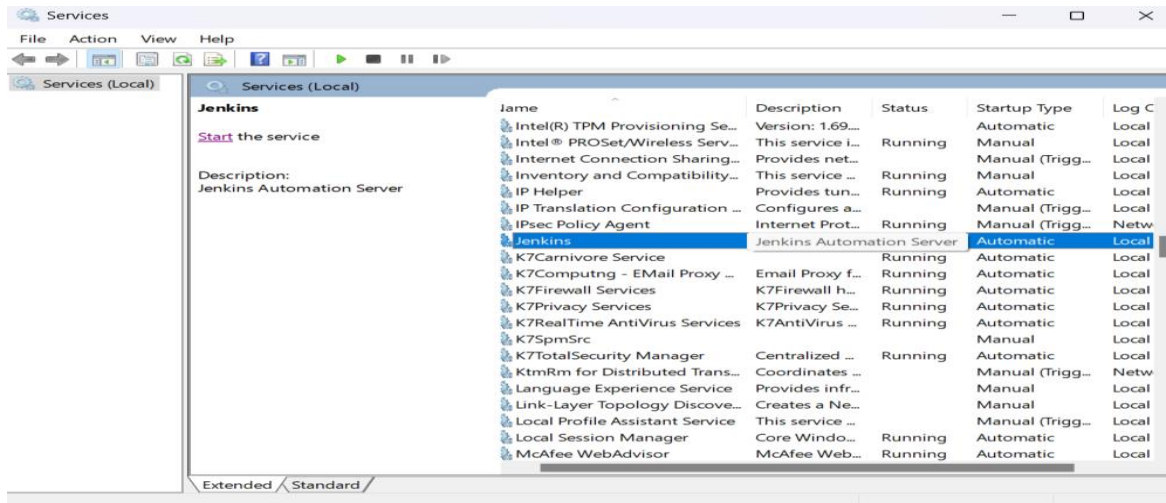 Services
File Action View Help
Services (Local)
Services (Local)
Jenkins
Start the service
Description:
Jenkins Automation Server
Name Description Status Startup Type Log C
Intel(R) TPM Provisioning Se... Version: 1.69.... Automatic Local
Intel® PROSet/Wireless Serv... This service i... Running Manual Local
Internet Connection Sharing... Provides net... Manual (Trigg... Local
Inventory and Compatibility... This service ... Running Manual Local
IP Helper Provides tun... Running Automatic Local
IP Translation Configuration ... Configures a... Manual (Trigg... Local
IPsec Policy Agent Internet Prot... Running Manual (Trigg... Netw
Jenkins Jenkins Automation Server Automatic Local
K7Carnivore Service Running Automatic Local
K7Computng - EMail Proxy ... Email Proxy f... Running Automatic Local
K7Firewall Services K7Firewall h... Running Automatic Local
K7Privacy Services K7Privacy Se... Running Automatic Local
K7RealTime AntiVirus Services K7AntiVirus ... Running Automatic Local
K7SpmSrc Manual Local
K7TotalSecurity Manager Centralized ... Running Automatic Local
KtmRm for Distributed Trans... Coordinates ... Manual (Trigg... Netw
Language Experience Service Provides infr... Manual Local
Link-Layer Topology Discove... Creates a Ne... Manual Local
Local Profile Assistant Service This service ... Manual (Trigg... Local
Local Session Manager Core Windo... Running Automatic Local
McAfee WebAdvisor McAfee Web... Running Automatic Local
Extended Standard